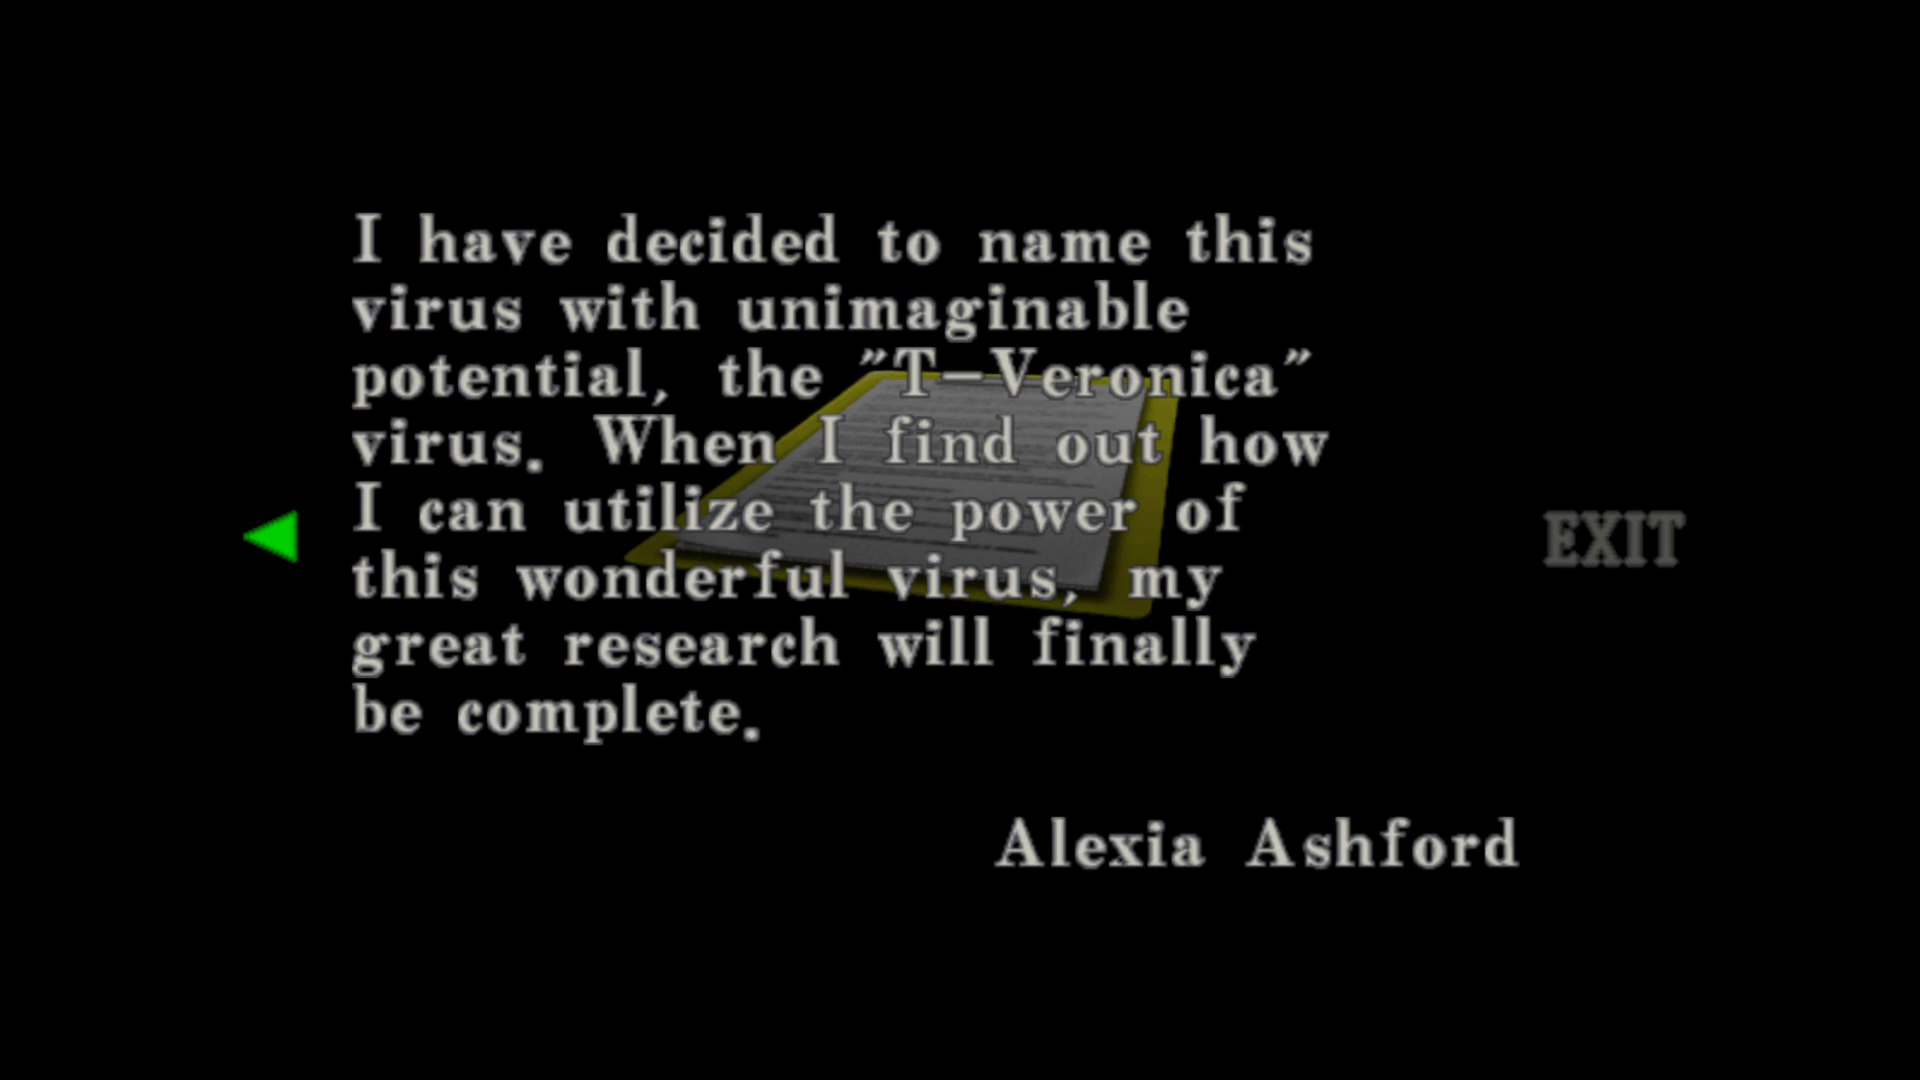 I have decided to name this
virus with unimaginable
potential, the "T-Veronica"
virus. When I find out how
I can utilize the power of
this wonderful virus, my
great research will finally
be complete.
EXIT
Alexia Ashford